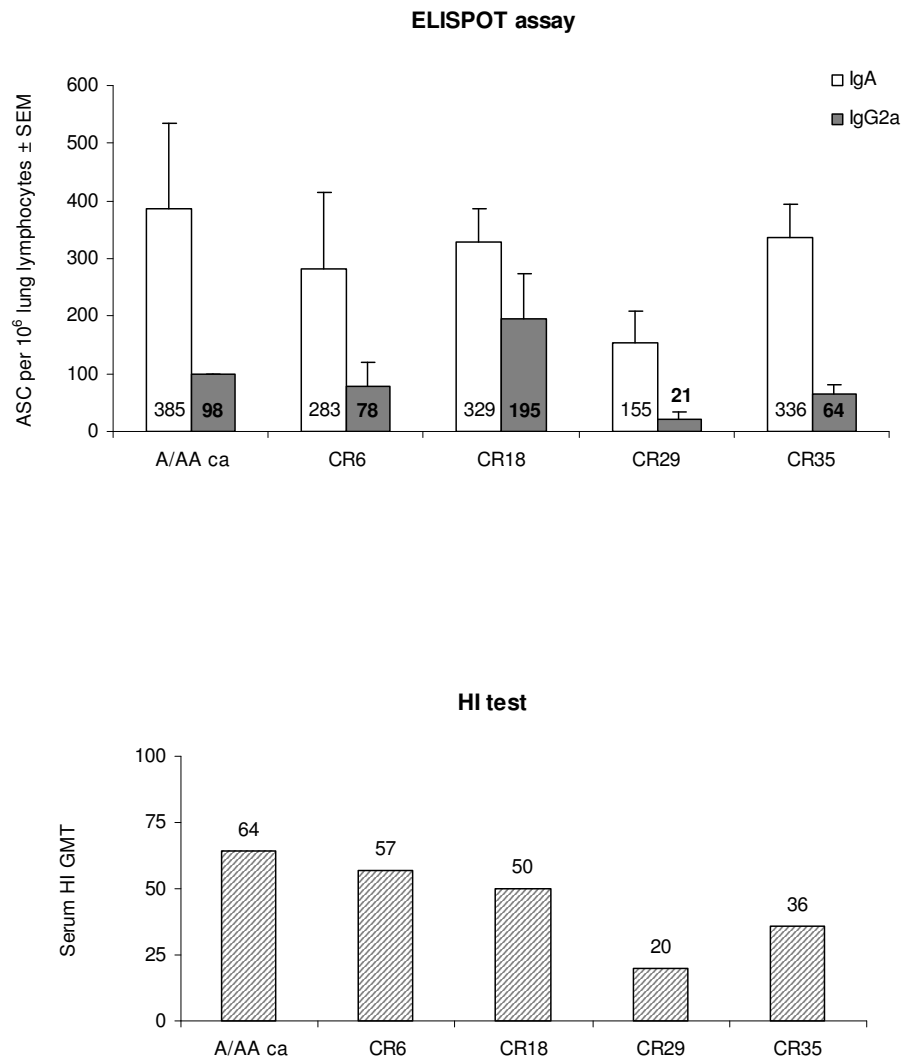 ELISPOT assay
IgA
IgG2a
ASC per 10⁶ lung lymphocytes ± SEM
600
500
400
300
200
100
0
385 98 283 78 329 195 155 21 336 64
A/AA ca CR6 CR18 CR29 CR35
HI test
Serum HI GMT
100
75
50
25
0
64 57 50 20 36
A/AA ca CR6 CR18 CR29 CR35